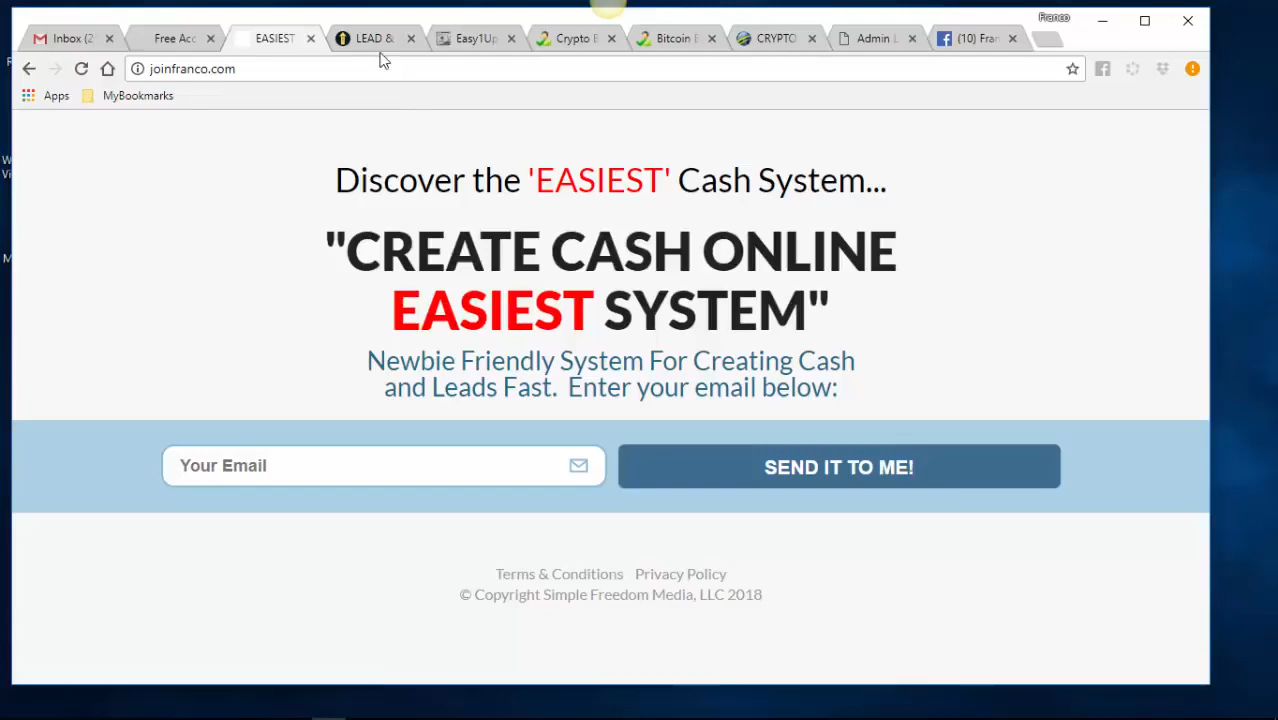 Franco
Inbox (2
Free Acc
EASIEST
LEAD &
Easy1Up
Crypto B
Bitcoin B
CRYPTO
Admin L
(10) Fran
joinfranco.com
Apps
MyBookmarks
Discover the 'EASIEST' Cash System...
"CREATE CASH ONLINE
EASIEST SYSTEM"
Newbie Friendly System For Creating Cash
and Leads Fast. Enter your email below:
Your Email
SEND IT TO ME!
Terms & Conditions Privacy Policy
© Copyright Simple Freedom Media, LLC 2018